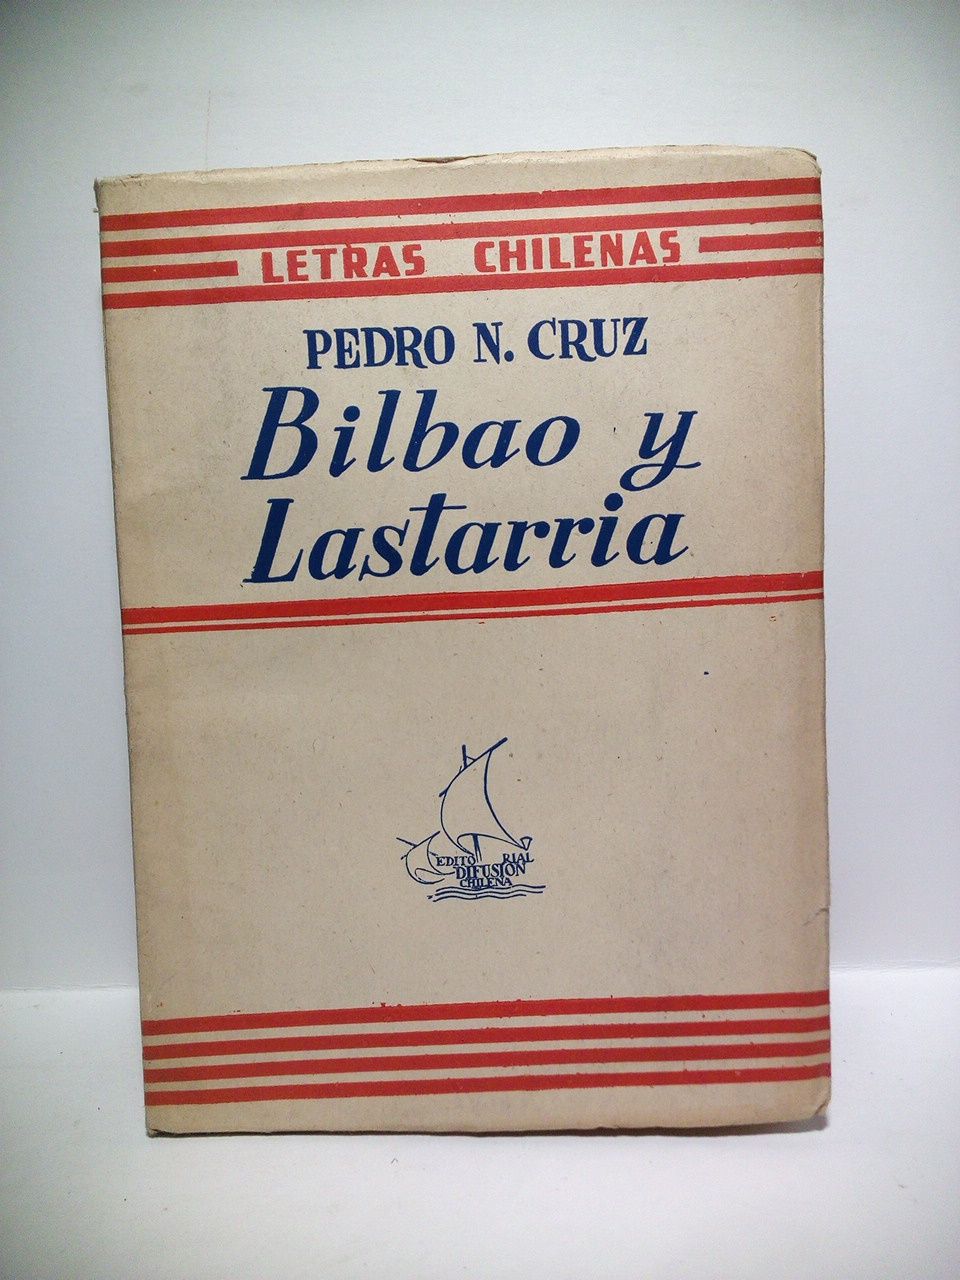 LETRAS CHILENAS
PEDRO N. CRUZ
Bilbao y
Lastarria
EDITORIAL
DIFUSION
CHILENA